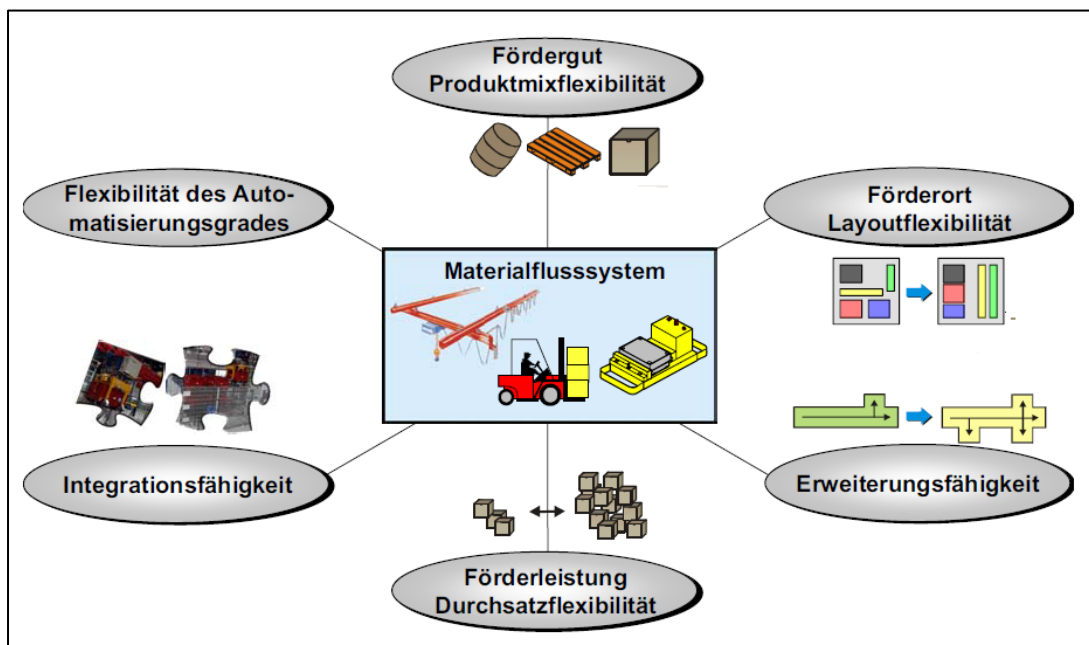 Fördergut
Produktmixflexibilität
Flexibilität des Auto-
matisierungsgrades
Förderort
Layoutflexibilität
Materialflusssystem
Integrationsfähigkeit
Erweiterungsfähigkeit
Förderleistung
Durchsatzflexibilität